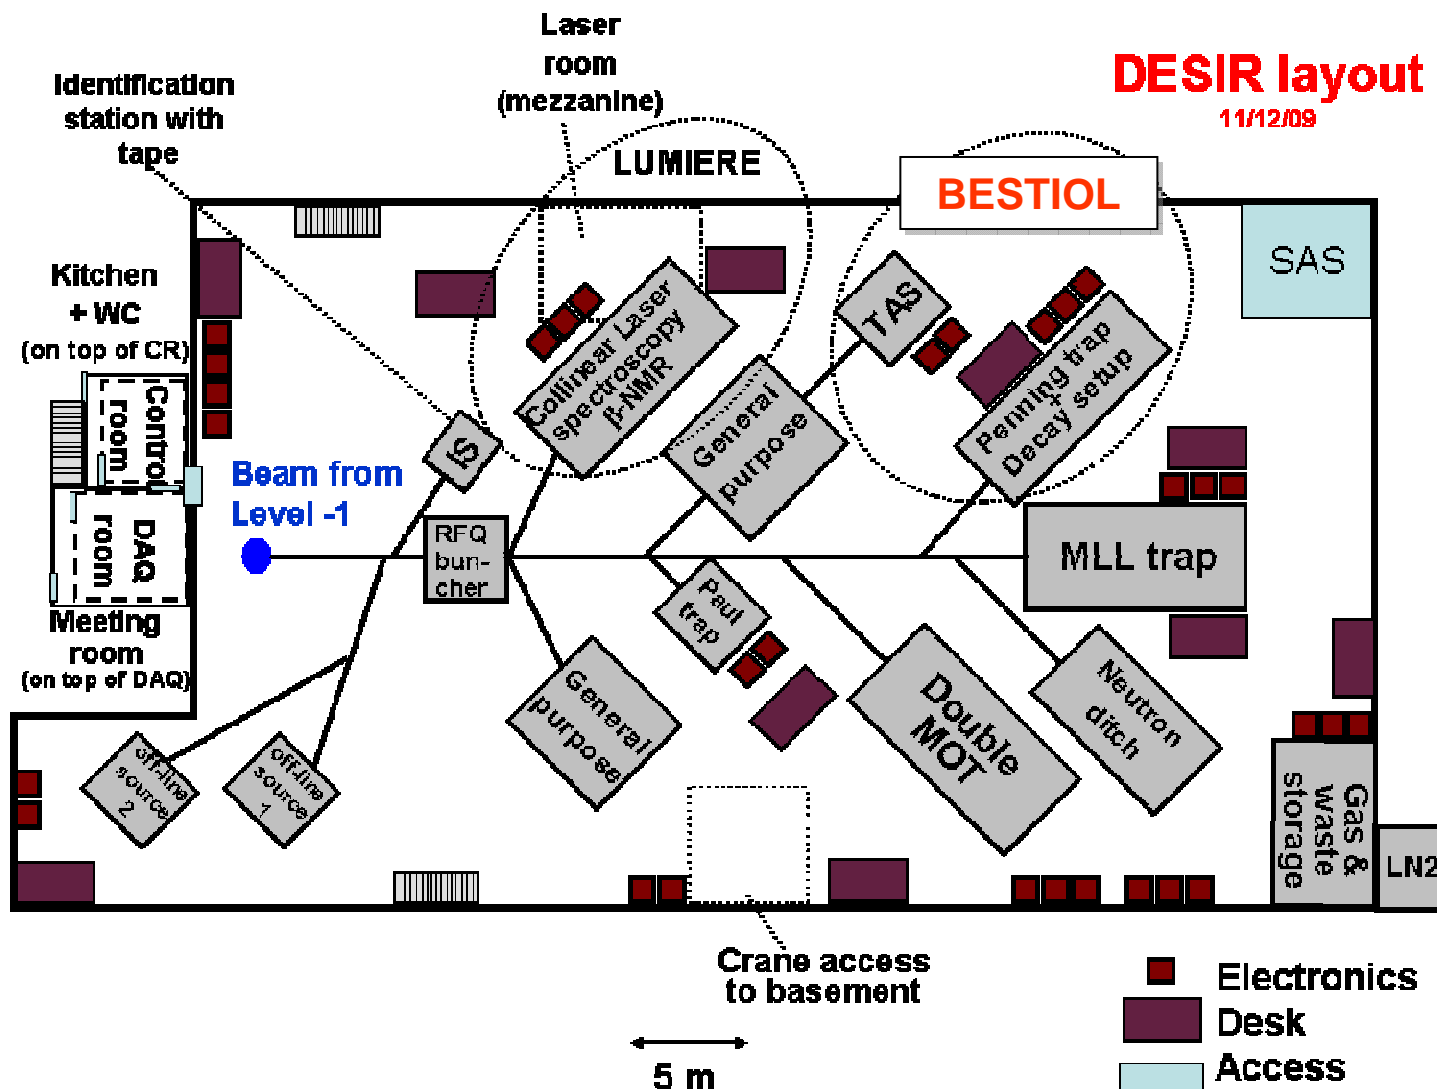 Laser
room
(mezzanine)
DESIR layout
11/12/09
Identification
station with
tape
LUMIERE
BESTIOL
SAS
Kitchen
+ WC
(on top of CR)
Control
room
DAQ
room
Meeting
room
(on top of DAQ)
Beam from
Level -1
IS
RFQ
bun-
cher
Collinear Laser
spectroscopy
β-NMR
General
purpose
TAS
Penning trap
+
Decay setup
MLL trap
Paul
trap
General
purpose
Double
MOT
Neutron
ditch
off-line
source
2
off-line
source
1
Gas &
waste
storage
LN2
Crane access
to basement
5 m
Electronics
Desk
Access